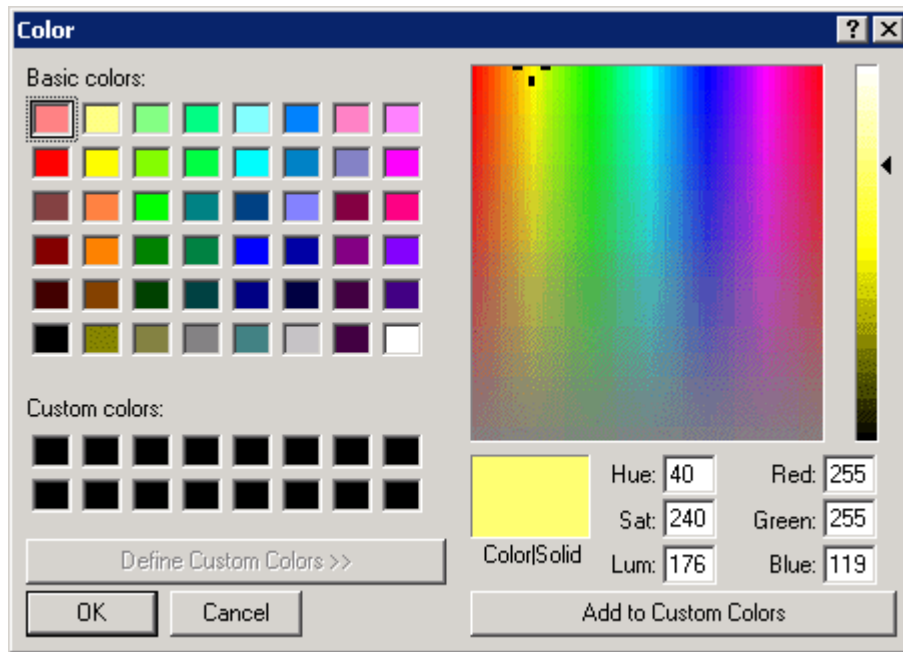 Color
Basic colors:
Custom colors:
Define Custom Colors >>
OK Cancel
Color|Solid
Hue: 40 Red: 255
Sat: 240 Green: 255
Lum: 176 Blue: 119
Add to Custom Colors